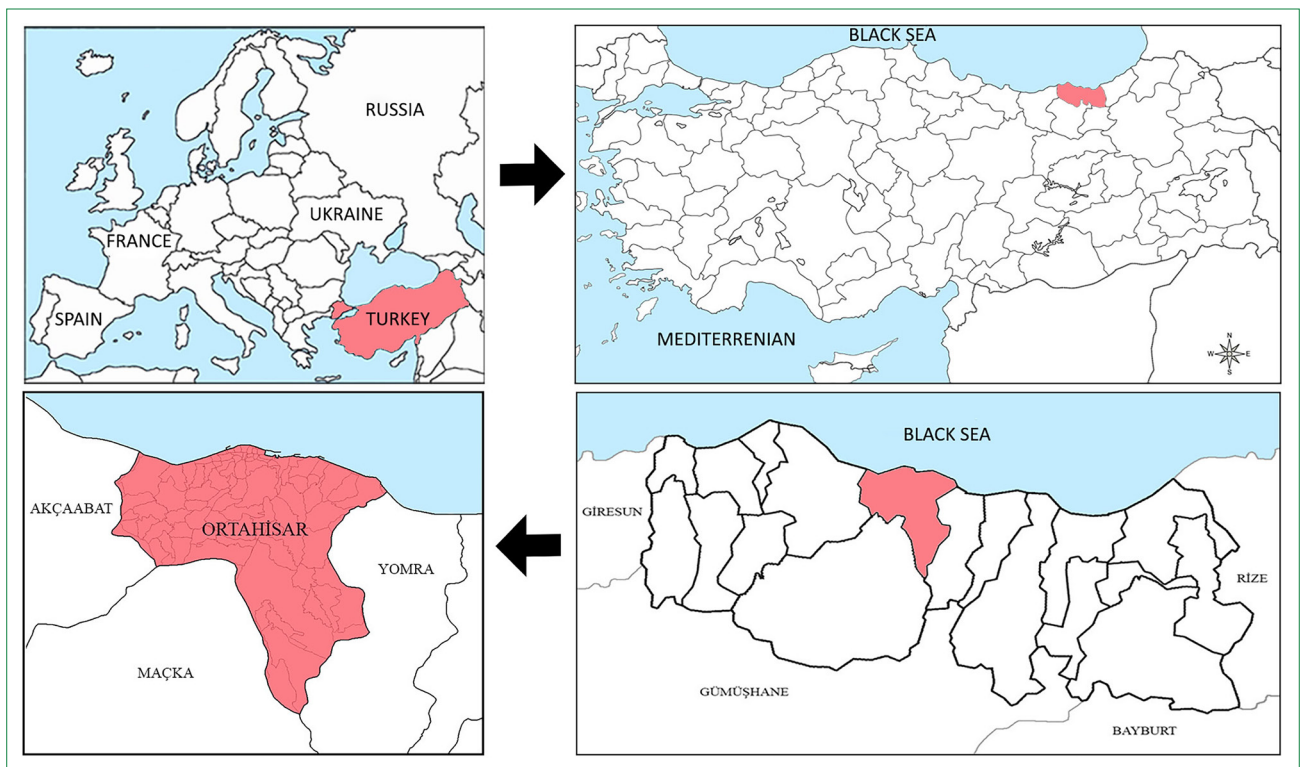 RUSSIA
UKRAINE
FRANCE
SPAIN
TURKEY
BLACK SEA
MEDITERRENIAN
N
W E
S
AKÇAABAT
ORTAHİSAR
YOMRA
MAÇKA
BLACK SEA
GİRESUN
RİZE
GÜMÜŞHANE
BAYBURT